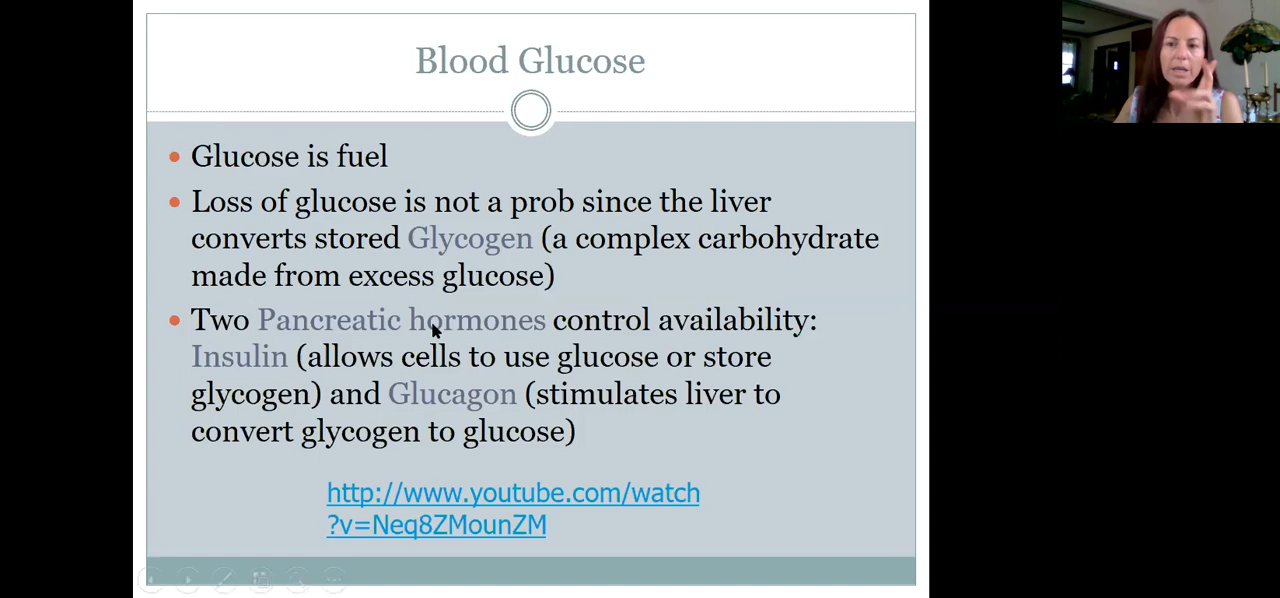 Blood Glucose
Glucose is fuel
Loss of glucose is not a prob since the liver
converts stored Glycogen (a complex carbohydrate
made from excess glucose)
Two Pancreatic hormones control availability:
Insulin (allows cells to use glucose or store
glycogen) and Glucagon (stimulates liver to
convert glycogen to glucose)
http://www.youtube.com/watch
?v=Neq8ZMounZM